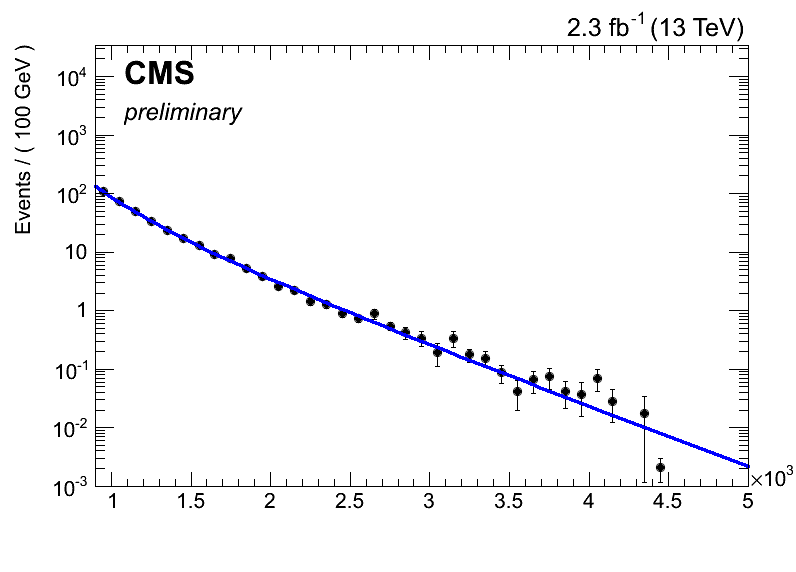 2.3 fb⁻¹ (13 TeV)
CMS
preliminary
Events / ( 100 GeV )
10⁴
10³
10²
10
1
10⁻¹
10⁻²
10⁻³
1 1.5 2 2.5 3 3.5 4 4.5 5
×10³